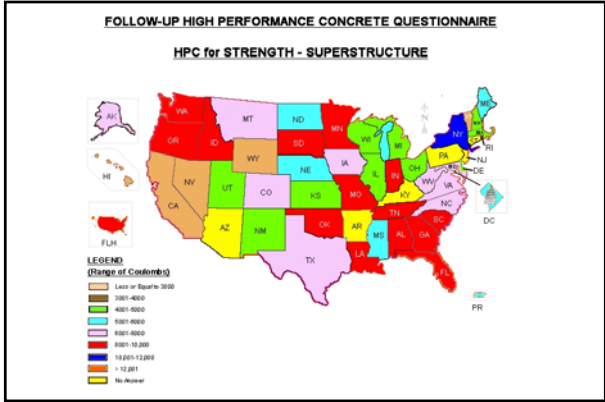 FOLLOW-UP HIGH PERFORMANCE CONCRETE QUESTIONNAIRE
HPC for STRENGTH - SUPERSTRUCTURE
AK
HI
FLH
WA
OR
ID
MT
ND
MN
SD
WY
NE
IA
WI
MI
NV
CA
UT
CO
KS
IL
IN
OH
MO
KY
WV
VA
NC
AZ
NM
OK
AR
TN
SC
TX
LA
MS
AL
GA
FL
PA
NY
ME
RI
NJ
DE
DC
PR
LEGEND
(Range of Coulombs)
Less or Equal to 3000
3001-4000
4001-5000
5001-6000
6001-8000
8001-10,000
10,001-12,000
> 12,001
No Answer